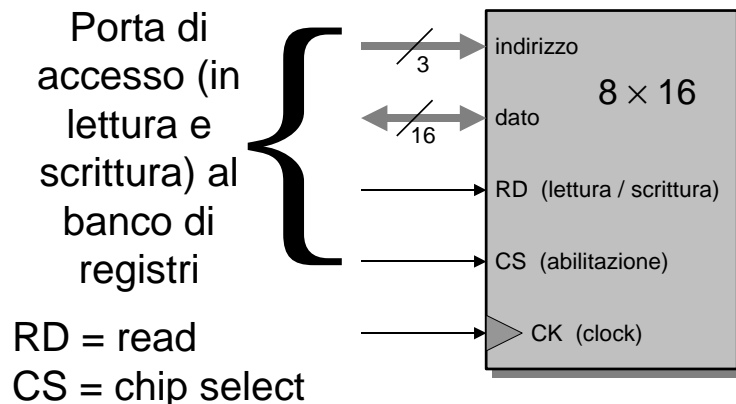 Porta di
accesso (in
lettura e
scrittura) al
banco di
registri
RD = read
CS = chip select
3
16
indirizzo
8 × 16
dato
RD (lettura / scrittura)
CS (abilitazione)
CK (clock)